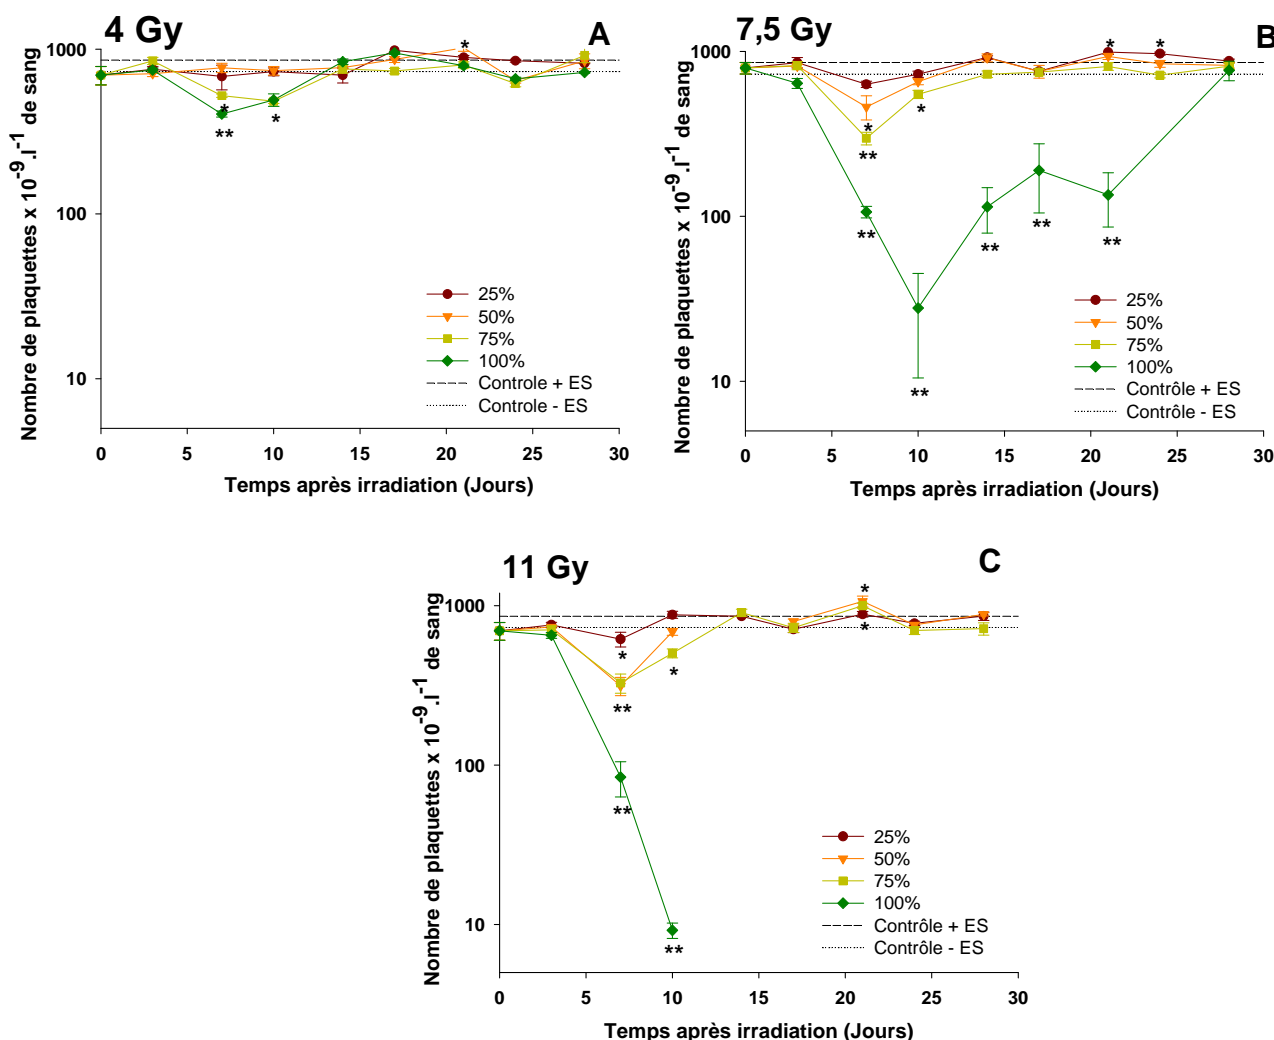 4 Gy
A
Nombre de plaquettes x 10-9.l-1 de sang
1000
100
10
*
*
**
*
25%
50%
75%
100%
Controle + ES
Controle - ES
0 5 10 15 20 25 30
Temps après irradiation (Jours)
7,5 Gy
B
Nombre de plaquettes x 10-9.l-1 de sang
1000
100
10
* *
*
*
**
**
**
**
**
**
25%
50%
75%
100%
Contrôle + ES
Contrôle - ES
0 5 10 15 20 25 30
Temps après irradiation (Jours)
11 Gy
C
Nombre de plaquettes x 10-9.l-1 de sang
1000
100
10
*
*
*
*
**
**
**
25%
50%
75%
100%
Contrôle + ES
Contrôle - ES
0 5 10 15 20 25 30
Temps après irradiation (Jours)